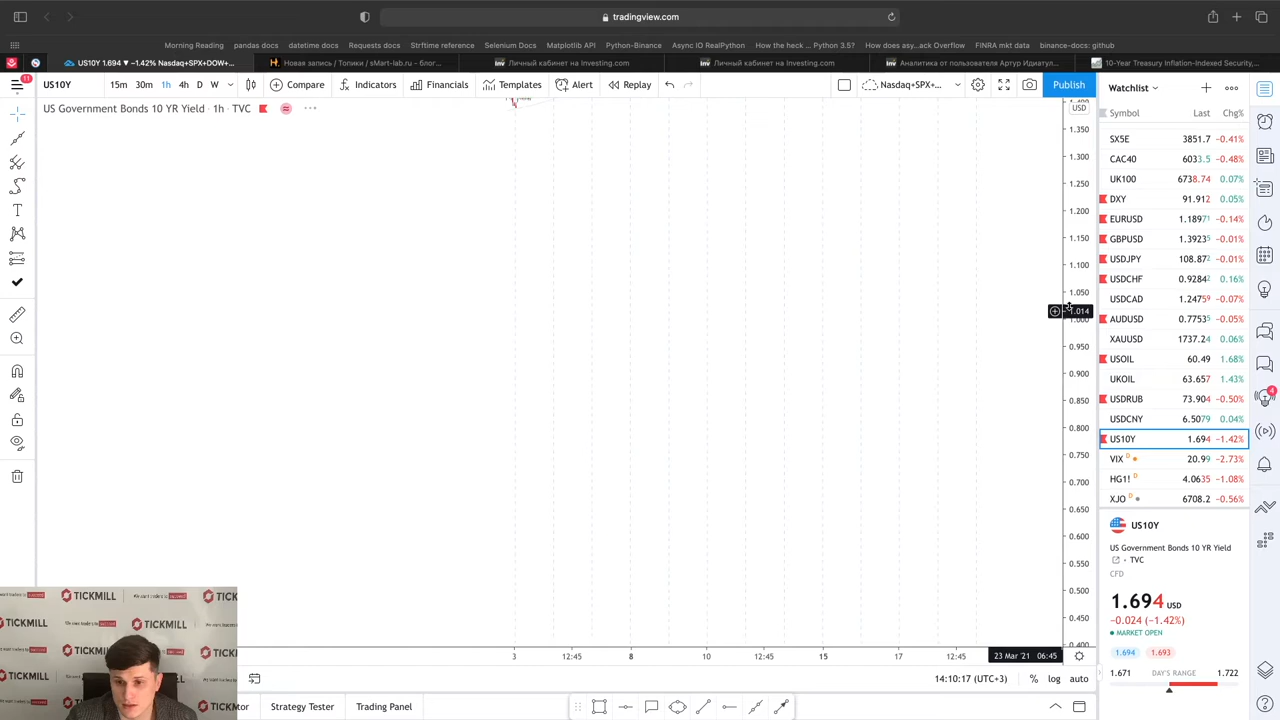 tradingview.com
Morning Reading pandas docs datetime docs Requests docs Strftime reference Selenium Docs Matplotlib API Python-Binance Async IO RealPython How the heck ... Python 3.5? How does asy...ack Overflow FINRA mkt data binance-docs: github
US10Y 1.694 ▼ −1.42% Nasdaq+SPX+DOW+... Новая запись / Топики / sMart-lab.ru – блог... Личный кабинет на Investing.com Личный кабинет на Investing.com Аналитика от пользователя Артур Идиатул... 10-Year Treasury Inflation-Indexed Security,...
11 US10Y 15m 30m 1h 4h D W Compare Indicators Financials Templates Alert Replay Nasdaq+SPX+... Publish
US Government Bonds 10 YR Yield · 1h · TVC
USD
1.350
1.300
1.250
1.200
1.150
1.100
1.050
1.014
1.000
0.950
0.900
0.850
0.800
0.750
0.700
0.650
0.600
0.550
0.500
0.450
0.400
3 12:45 8 10 12:45 15 17 12:45 23 Mar '21 06:45
14:10:17 (UTC+3) % log auto
Strategy Tester Trading Panel
Watchlist
Symbol Last Chg%
SX5E 3851.7 −0.41%
CAC40 6033.5 −0.48%
UK100 6738.74 0.07%
DXY 91.912 0.05%
EURUSD 1.18971 −0.14%
GBPUSD 1.39235 −0.01%
USDJPY 108.872 −0.01%
USDCHF 0.92842 0.16%
USDCAD 1.24759 −0.07%
AUDUSD 0.77535 −0.05%
XAUUSD 1737.24 0.06%
USOIL 60.49 1.68%
UKOIL 63.657 1.43%
USDRUB 73.904 −0.50%
USDCNY 6.5079 0.04%
US10Y 1.694 −1.42%
VIX D 20.99 −2.73%
HG1! D 4.0635 −1.08%
XJO D 6708.2 −0.56%
4
US10Y
US Government Bonds 10 YR Yield
TVC
CFD
1.694 USD
−0.024 (−1.42%)
MARKET OPEN
1.694 1.693
1.671 DAY'S RANGE 1.722
TICKMILL
TICKMILL
TICKMILL
TICKMILL
TICKMILL